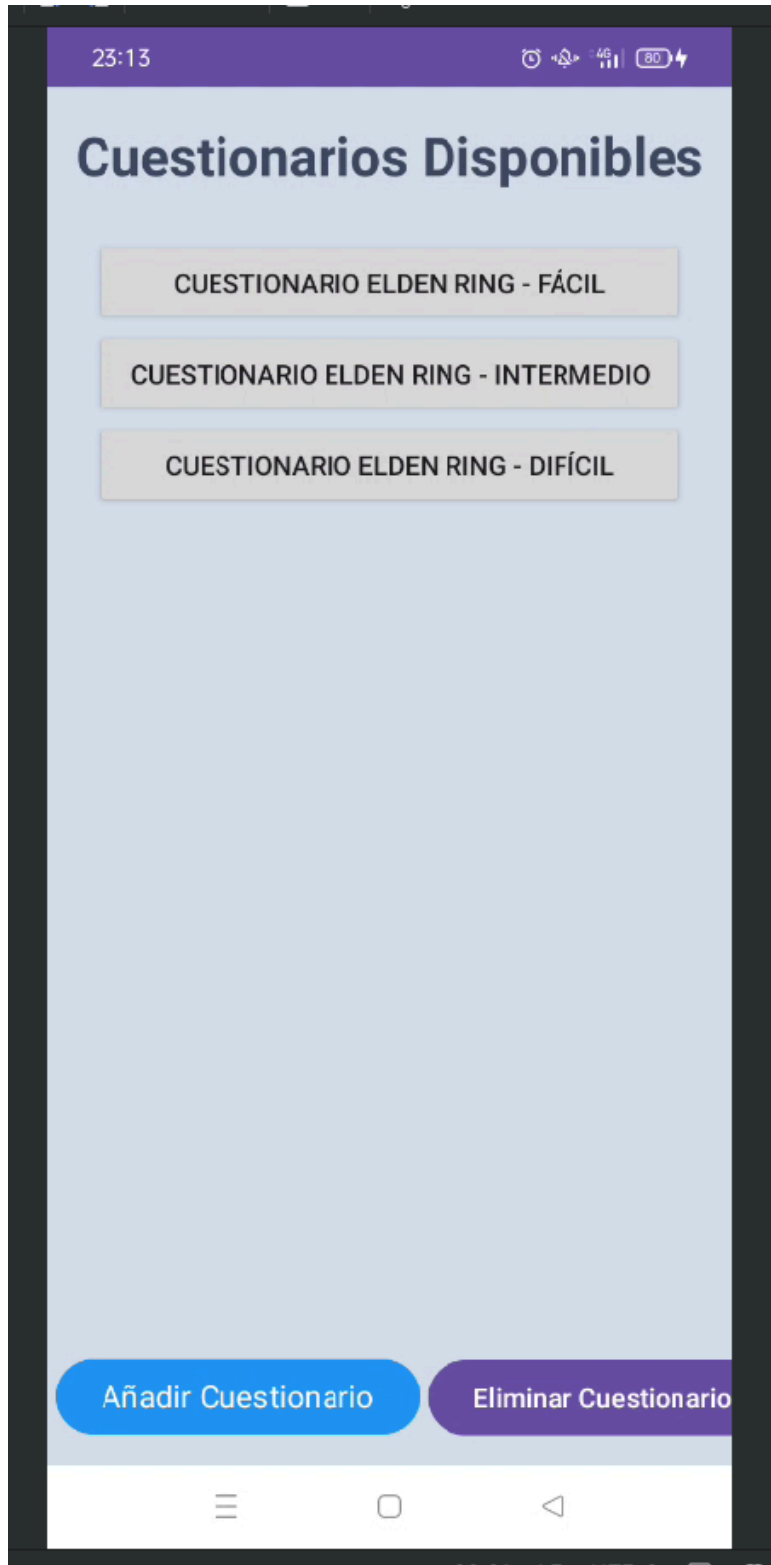 23:13
4G
80
Cuestionarios Disponibles
CUESTIONARIO ELDEN RING - FÁCIL
CUESTIONARIO ELDEN RING - INTERMEDIO
CUESTIONARIO ELDEN RING - DIFÍCIL
Añadir Cuestionario
Eliminar Cuestionario